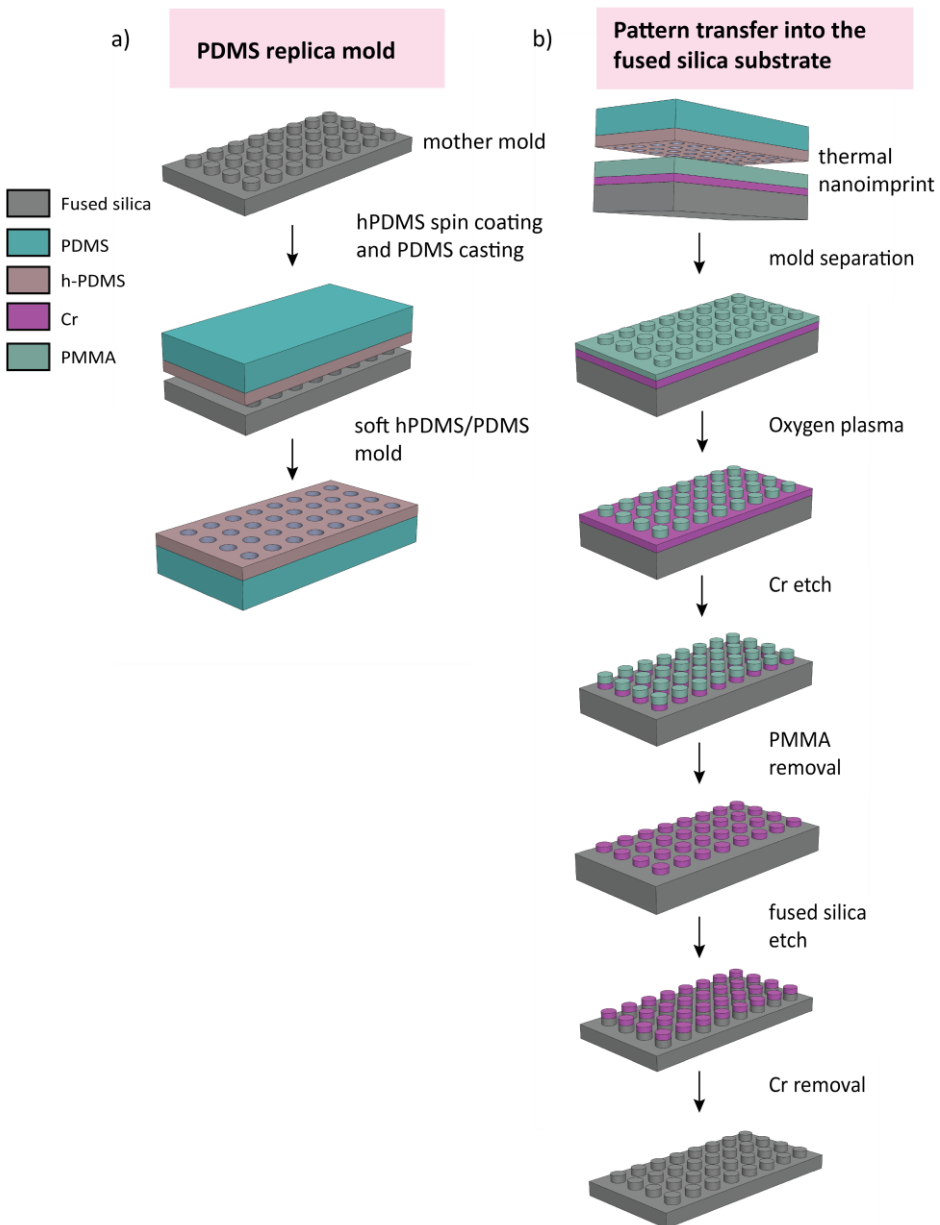 a)
PDMS replica mold
mother mold
Fused silica
PDMS
h-PDMS
Cr
PMMA
hPDMS spin coating
and PDMS casting
soft hPDMS/PDMS
mold
b)
Pattern transfer into the
fused silica substrate
thermal
nanoimprint
mold separation
Oxygen plasma
Cr etch
PMMA
removal
fused silica
etch
Cr removal